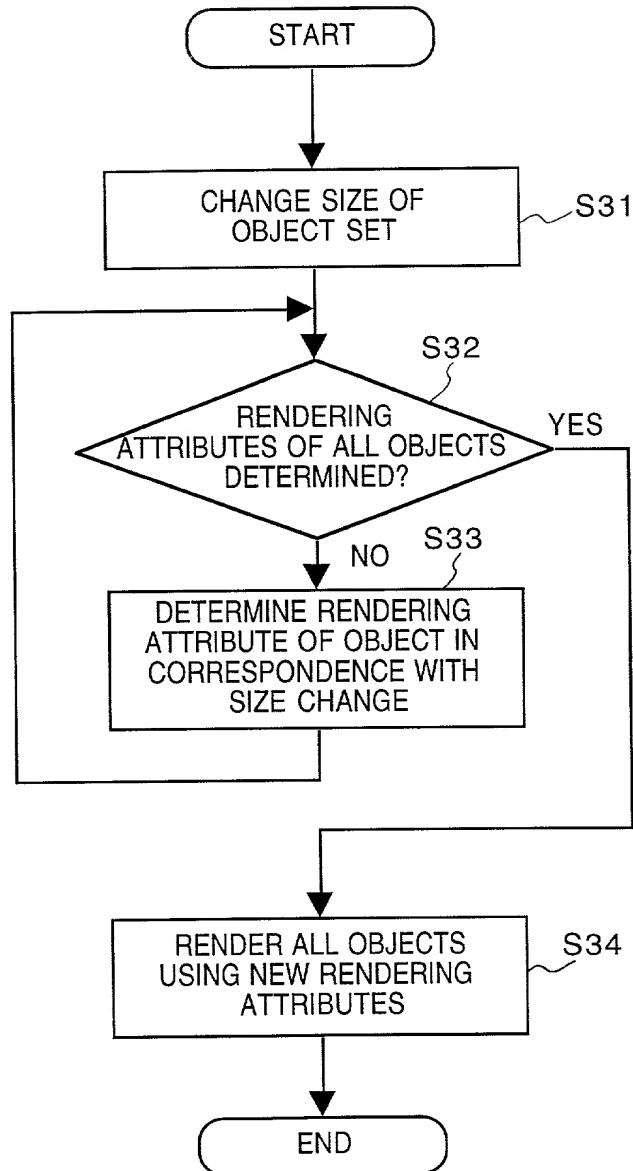 START
CHANGE SIZE OF
OBJECT SET
S31
S32
RENDERING
ATTRIBUTES OF ALL OBJECTS
DETERMINED?
YES
NO
S33
DETERMINE RENDERING
ATTRIBUTE OF OBJECT IN
CORRESPONDENCE WITH
SIZE CHANGE
RENDER ALL OBJECTS
USING NEW RENDERING
ATTRIBUTES
S34
END